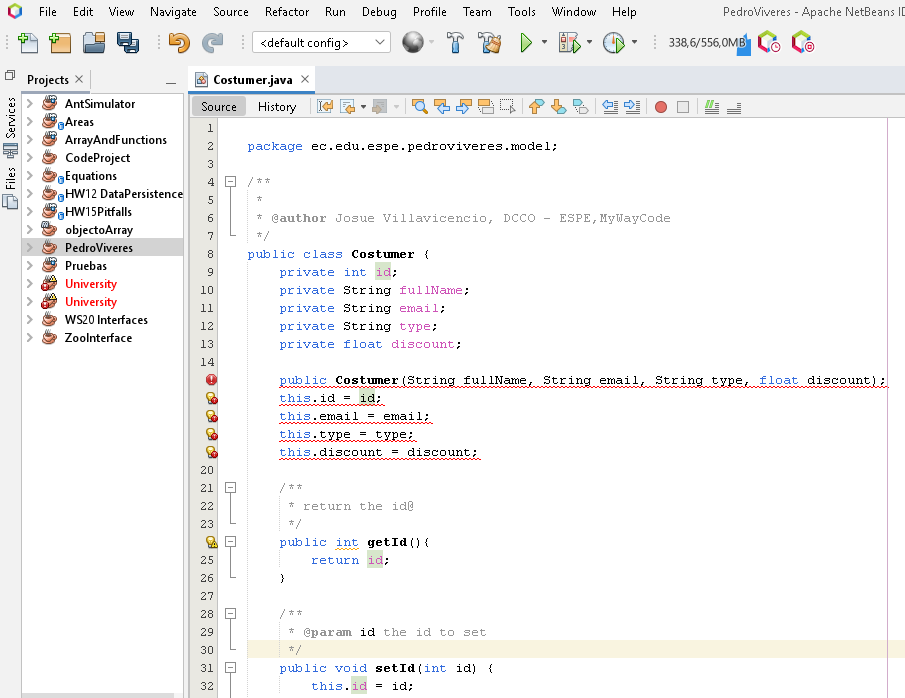 File Edit View Navigate Source Refactor Run Debug Profile Team Tools Window Help PedroViveres - Apache NetBeans ID
<default config> 338,6/556,0MB
Projects
Costumer.java
Services
Files
Source History
AntSimulator
Areas
ArrayAndFunctions
CodeProject
Equations
HW12 DataPersistence
HW15Pitfalls
objectoArray
PedroViveres
Pruebas
University
University
WS20 Interfaces
ZooInterface
1
2 package ec.edu.espe.pedroviveres.model;
3
4 /**
5 *
6 * @author Josue Villavicencio, DCCO - ESPE,MyWayCode
7 */
8 public class Costumer {
9 private int id;
10 private String fullName;
11 private String email;
12 private String type;
13 private float discount;
14
public Costumer(String fullName, String email, String type, float discount);
this.id = id;
this.email = email;
this.type = type;
this.discount = discount;
20
21 /**
22 * return the id@
23 */
public int getId(){
25 return id;
26 }
27
28 /**
29 * @param id the id to set
30 */
31 public void setId(int id) {
32 this.id = id;